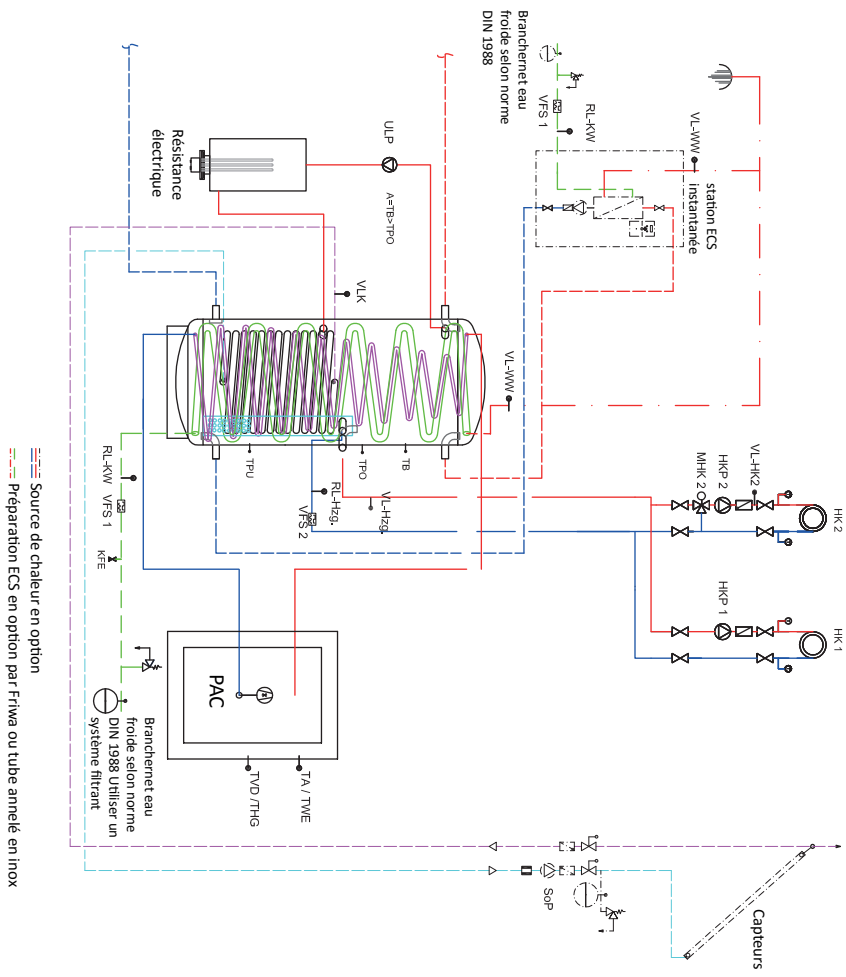 Branchernet eau
froide selon norme
DIN 1988
VFS 1
RL-KW
VL-WW
station ECS
instantanée
ULP
A=TB>TPO
Résistance
électrique
VLK
VL-WW
TB
TPO
TPU
VL-Hzg.
RL-Hzg.
VFS 2
RL-KW
VFS 1
KFE
HK 2
VL-HK2
HKP 2
MHK 2
HK 1
HKP 1
PAC
TA / TWE
TVD /THG
Branchernet eau
froide selon norme
DIN 1988 Utiliser un
système filtrant
SoP
Capteurs
Source de chaleur en option
Préparation ECS en option par Friwa ou tube annelé en inox